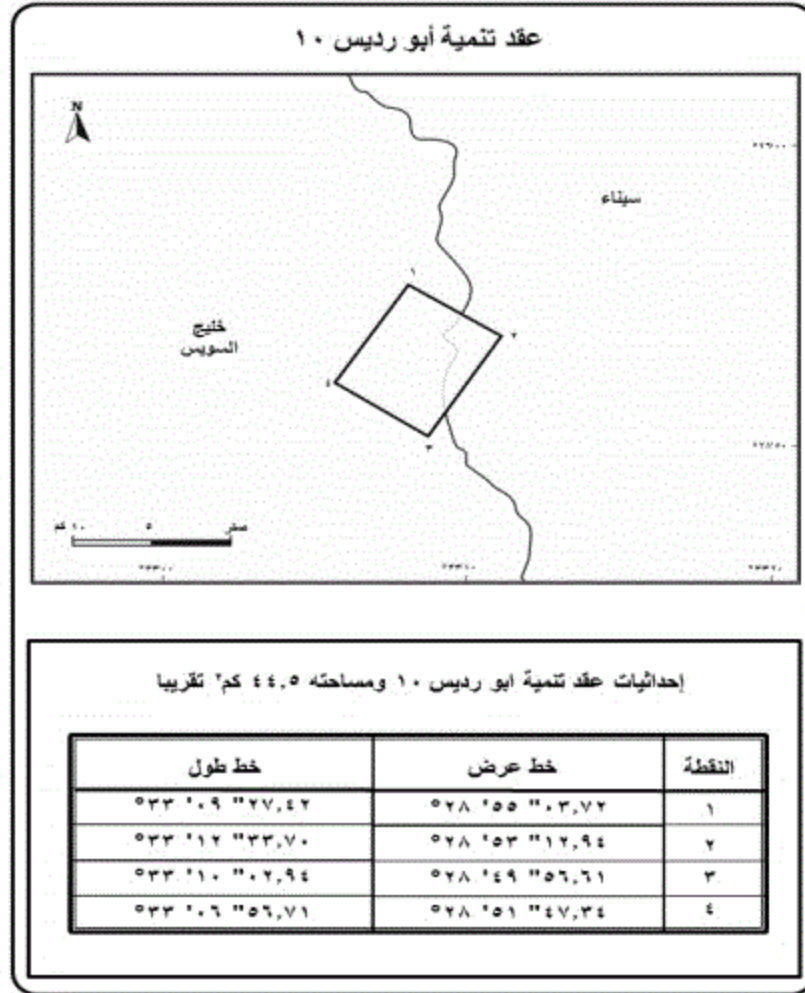 عقد تنمية أبو رديس ١٠
N
سيناء
خليج
السويس
١
٢
٣
٤
١٠ كم ٥ صفر
إحداثيات عقد تنمية ابو رديس ١٠ ومساحته ٤٤,٥ كم٢ تقريبا
النقطة خط عرض خط طول
١ ٠٣,٧٢" ٥٥' ٢٨° ٢٧,٤٢" ٠٩' ٣٣°
٢ ١٢,٩٤" ٥٣' ٢٨° ٣٣,٧٠" ١٢' ٣٣°
٣ ٥٦,٦١" ٤٩' ٢٨° ٠٢,٩٤" ١٠' ٣٣°
٤ ٤٧,٣٤" ٥١' ٢٨° ٥٦,٧١" ٠٦' ٣٣°